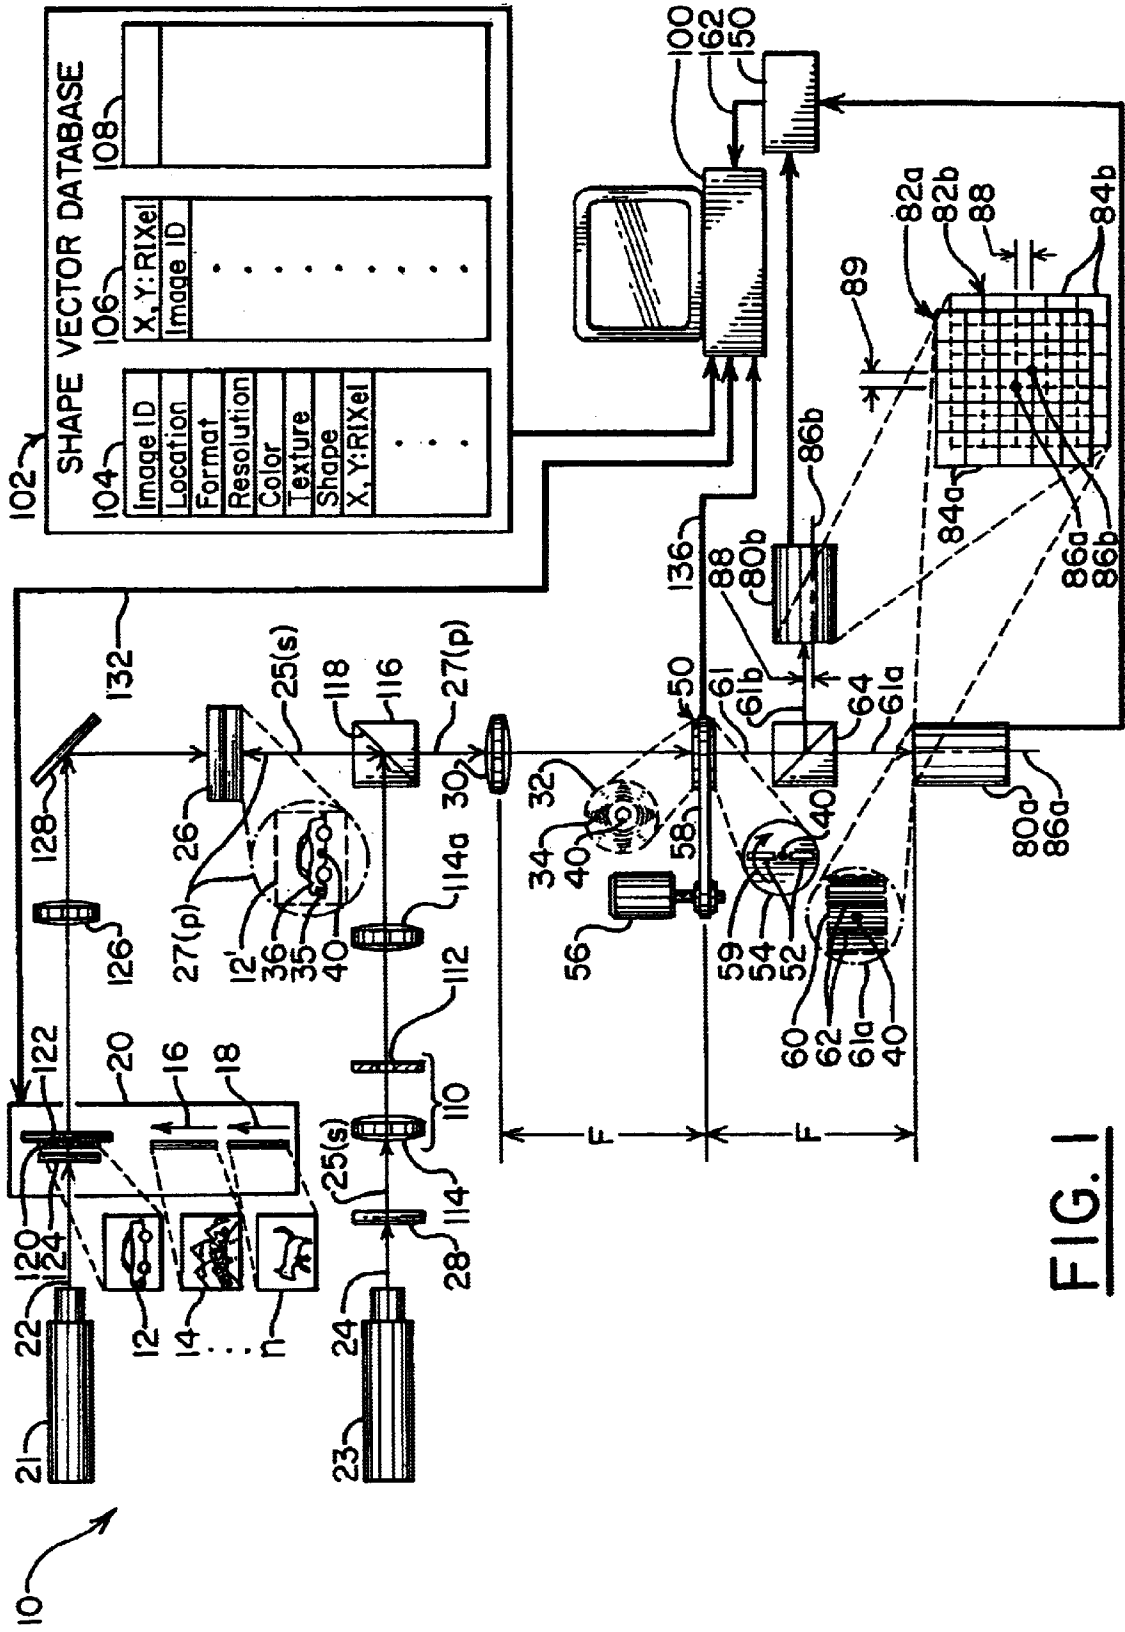 10
21
22
124
120
122
20
128
132
102
SHAPE VECTOR DATABASE
104
106
108
Image ID
Location
Format
Resolution
Color
Texture
Shape
X, Y:RIXel
X, Y:RIXel
Image ID
126
16
18
12
14
n
26
27(p)
25(s)
12'
36
35
40
118
116
27(p)
23
24
28
25(s)
114
110
112
114a
30
F
F
32
34
40
56
58
50
136
59
54
52
40
60
62
61a
40
61
61b
64
61a
88
80b
86b
80a
86a
100
162
150
89
82a
82b
88
84b
84a
86a
86b
FIG. 1